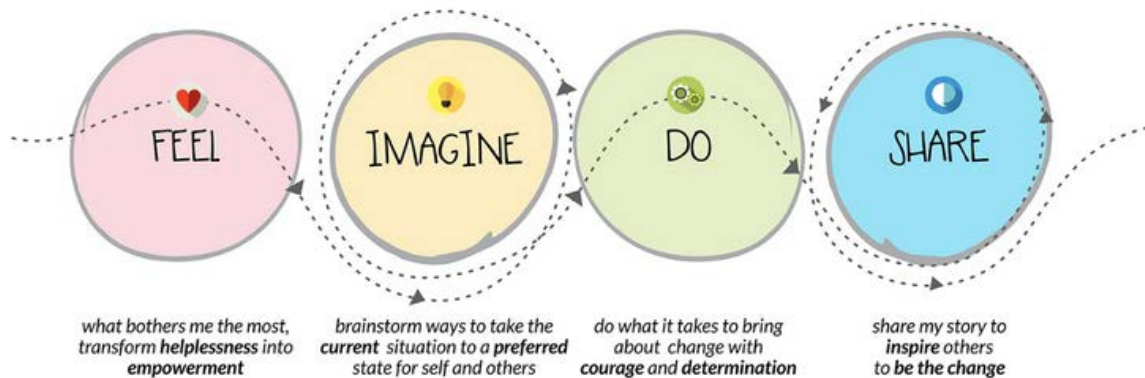 FEEL
IMAGINE
DO
SHARE
what bothers me the most,
transform helplessness into
empowerment
brainstorm ways to take the
current situation to a preferred
state for self and others
do what it takes to bring
about change with
courage and determination
share my story to
inspire others
to be the change